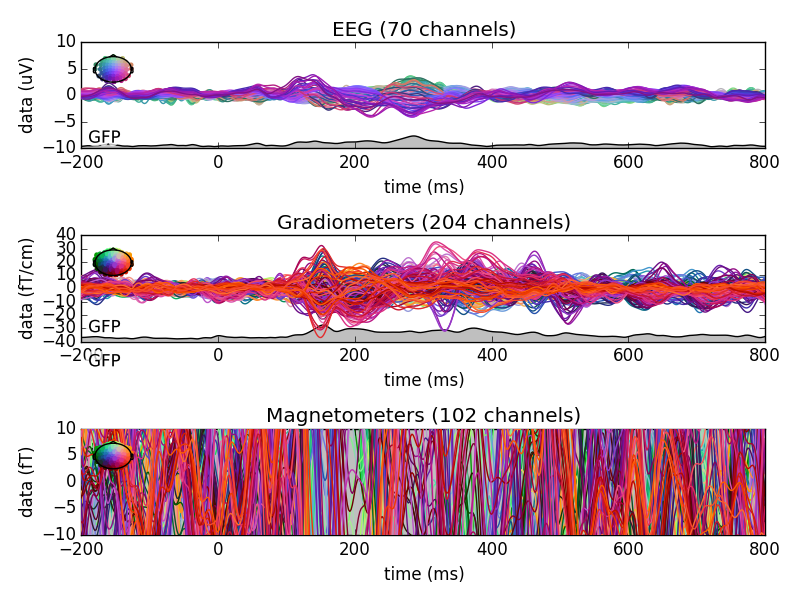 EEG (70 channels)
10
5
0
−5
−10
data (uV)
GFP
−200 0 200 400 600 800
time (ms)
Gradiometers (204 channels)
40
30
20
10
0
−10
−20
−30
−40
data (fT/cm)
GFP
−200 0 200 400 600 800
GFP
time (ms)
Magnetometers (102 channels)
10
5
0
−5
−10
data (fT)
−200 0 200 400 600 800
time (ms)